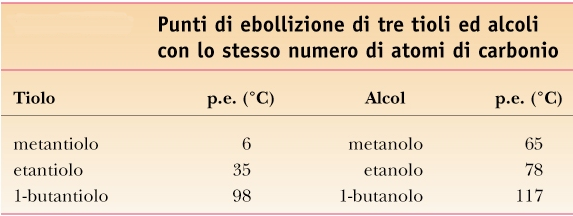 Punti di ebollizione di tre tioli ed alcoli
con lo stesso numero di atomi di carbonio
Tiolo p.e. (°C) Alcol p.e. (°C)
metantiolo 6 metanolo 65
etantiolo 35 etanolo 78
1-butantiolo 98 1-butanolo 117